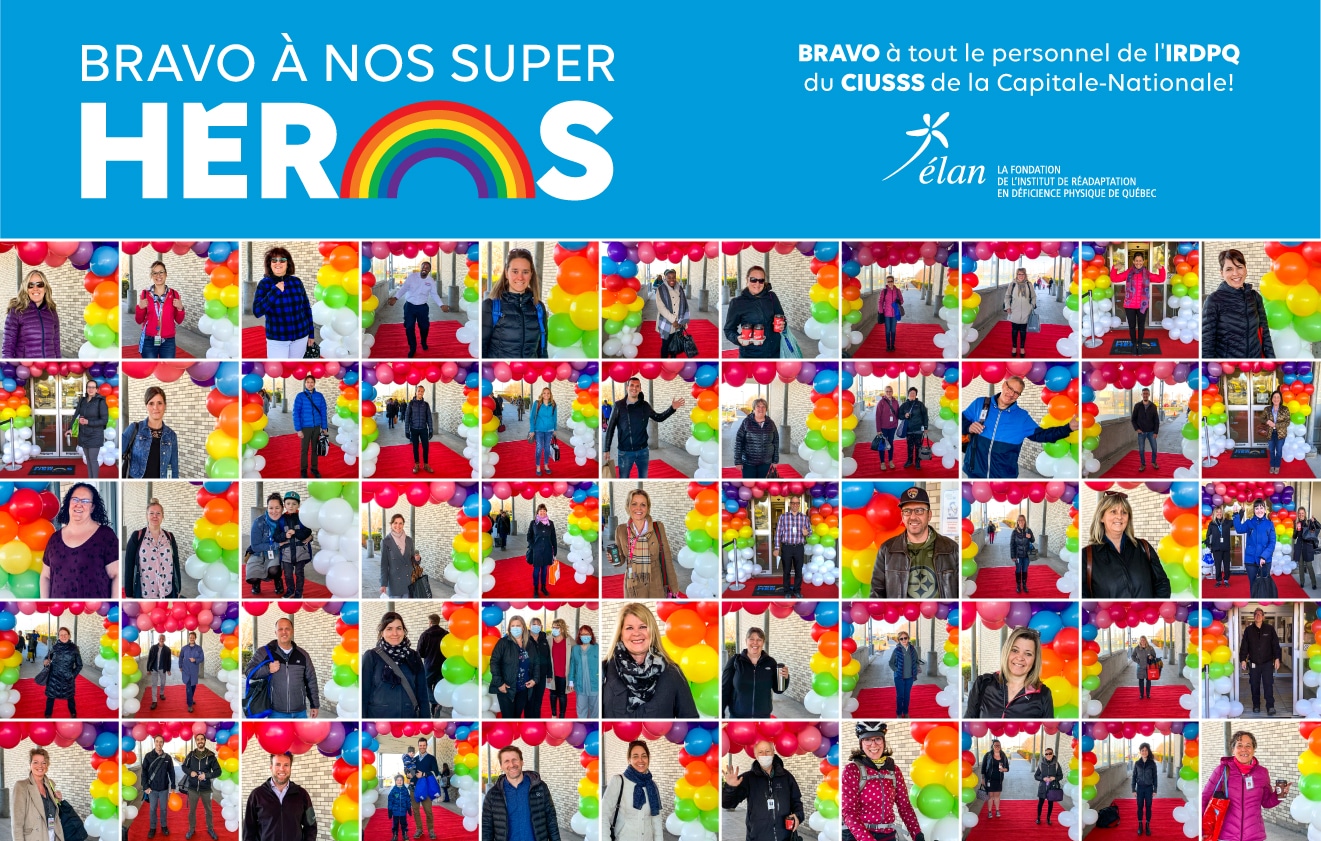 BRAVO À NOS SUPER
HÉROS
BRAVO à tout le personnel de l'IRDPQ
du CIUSSS de la Capitale-Nationale!
élan
LA FONDATION
DE L'INSTITUT DE RÉADAPTATION
EN DÉFICIENCE PHYSIQUE DE QUÉBEC